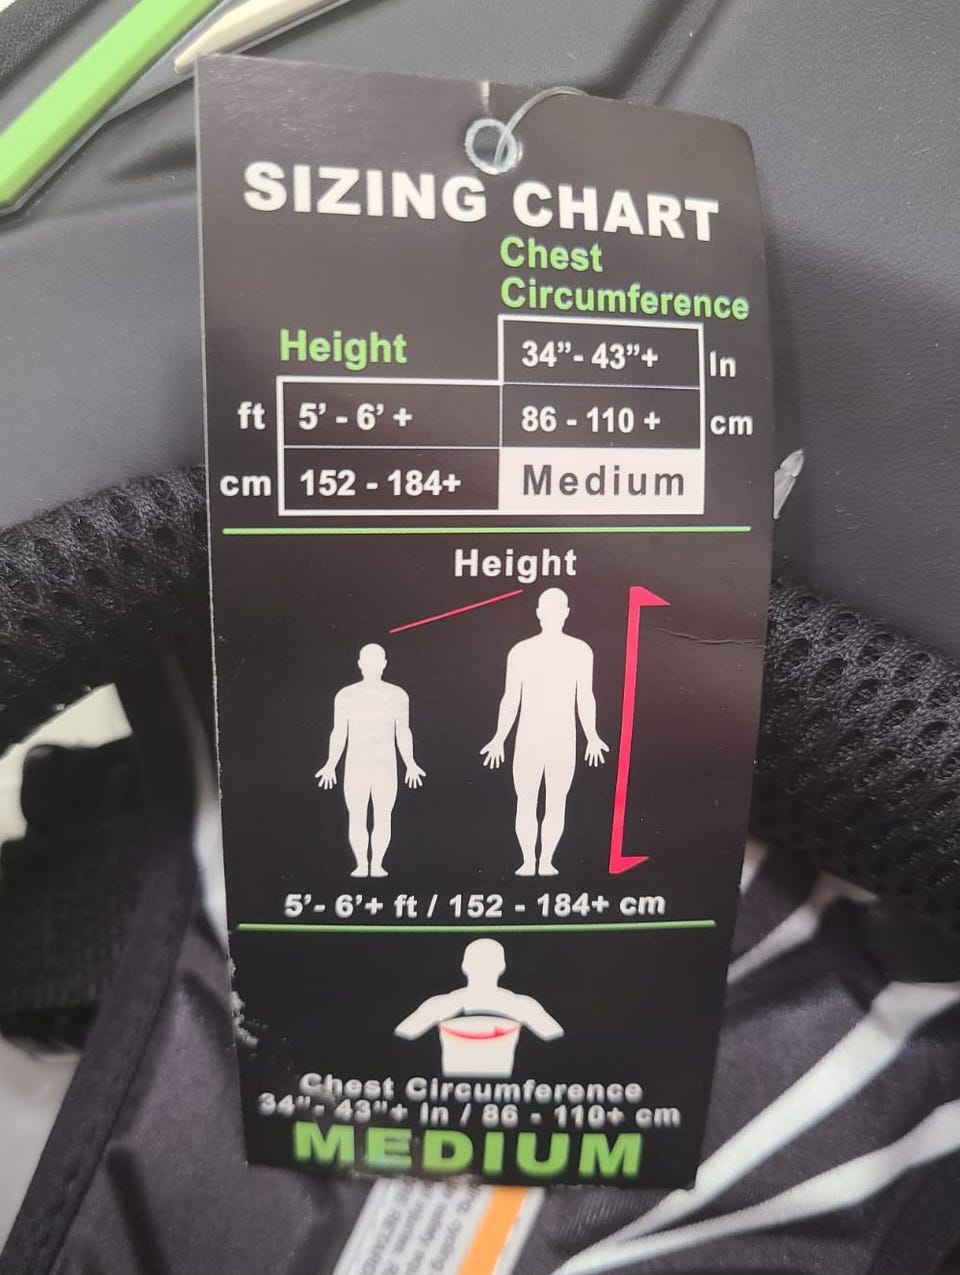 SIZING CHART
Chest
Circumference
Height
34”- 43”+ In
ft 5’ - 6’ + 86 - 110 + cm
cm 152 - 184+ Medium
Height
5’- 6’+ ft / 152 - 184+ cm
Chest Circumference
34”- 43”+ In / 86 - 110+ cm
MEDIUM